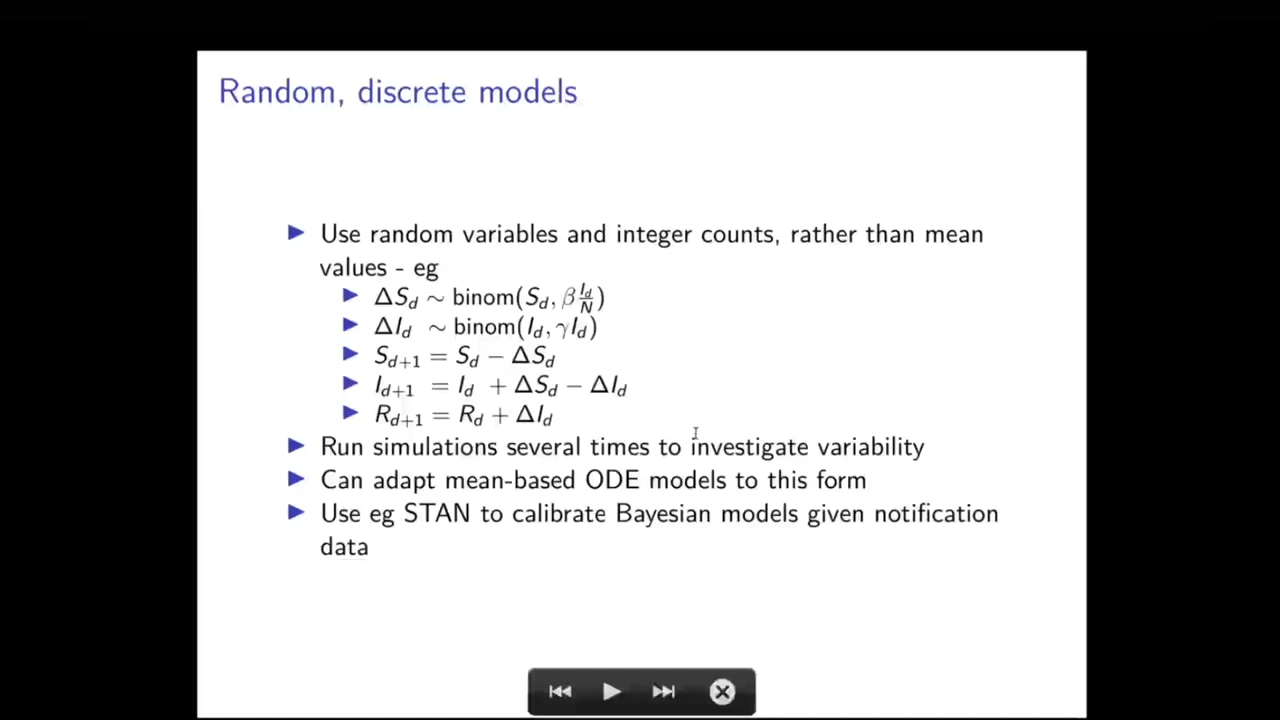 Random, discrete models
Use random variables and integer counts, rather than mean
values - eg
ΔS_d ∼ binom(S_d, β I_d/N)
ΔI_d ∼ binom(I_d, γI_d)
S_{d+1} = S_d − ΔS_d
I_{d+1} = I_d + ΔS_d − ΔI_d
R_{d+1} = R_d + ΔI_d
Run simulations several times to investigate variability
Can adapt mean-based ODE models to this form
Use eg STAN to calibrate Bayesian models given notification
data